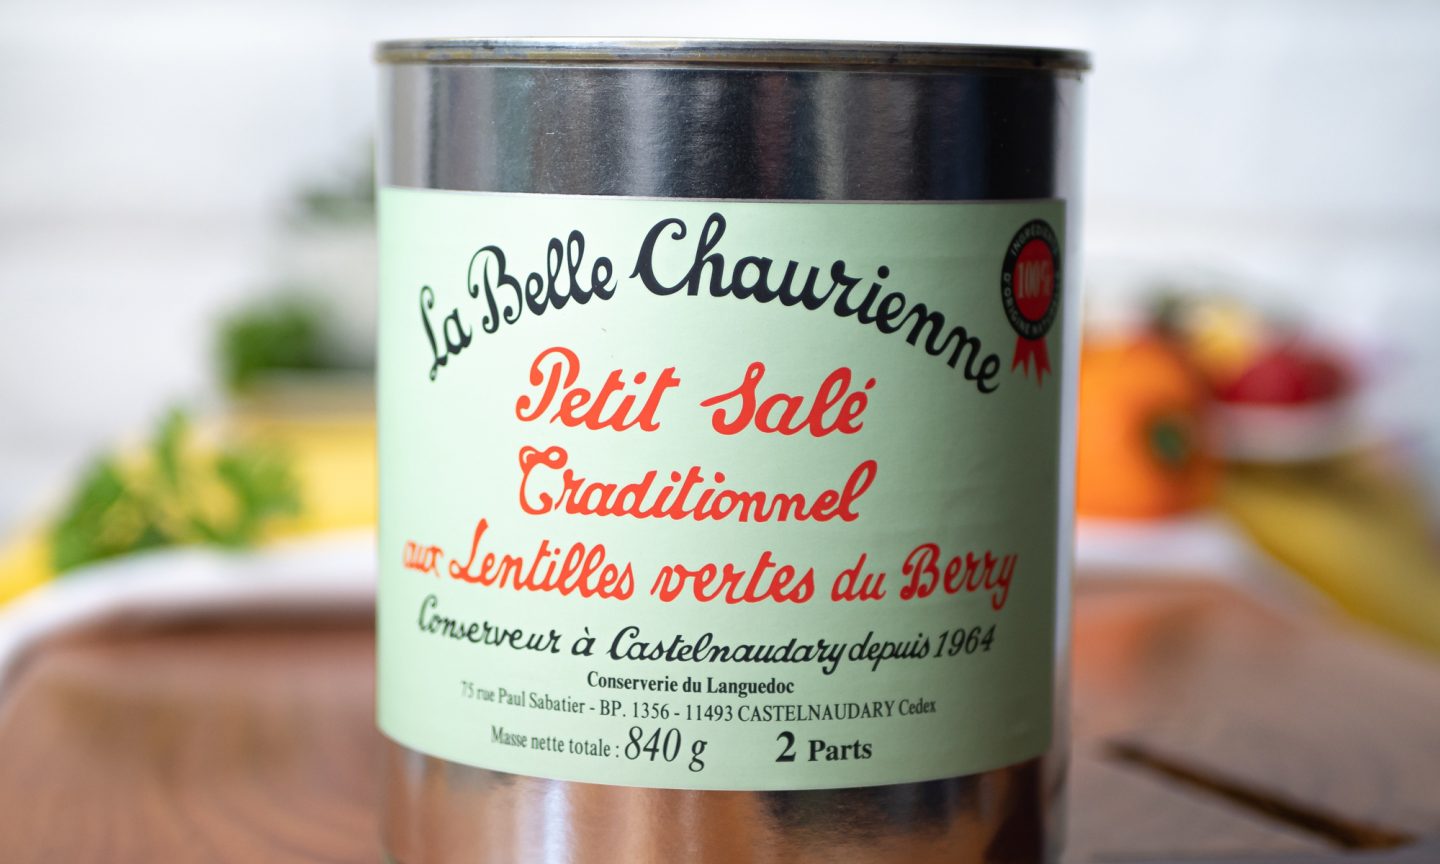 La Belle Chaurienne
100%
Petit Salé
Traditionnel
aux Lentilles vertes du Berry
Conserveur à Castelnaudary depuis 1964
Conserverie du Languedoc
75 rue Paul Sabatier - BP. 1356 - 11493 CASTELNAUDARY Cedex
Masse nette totale : 840 g 2 Parts